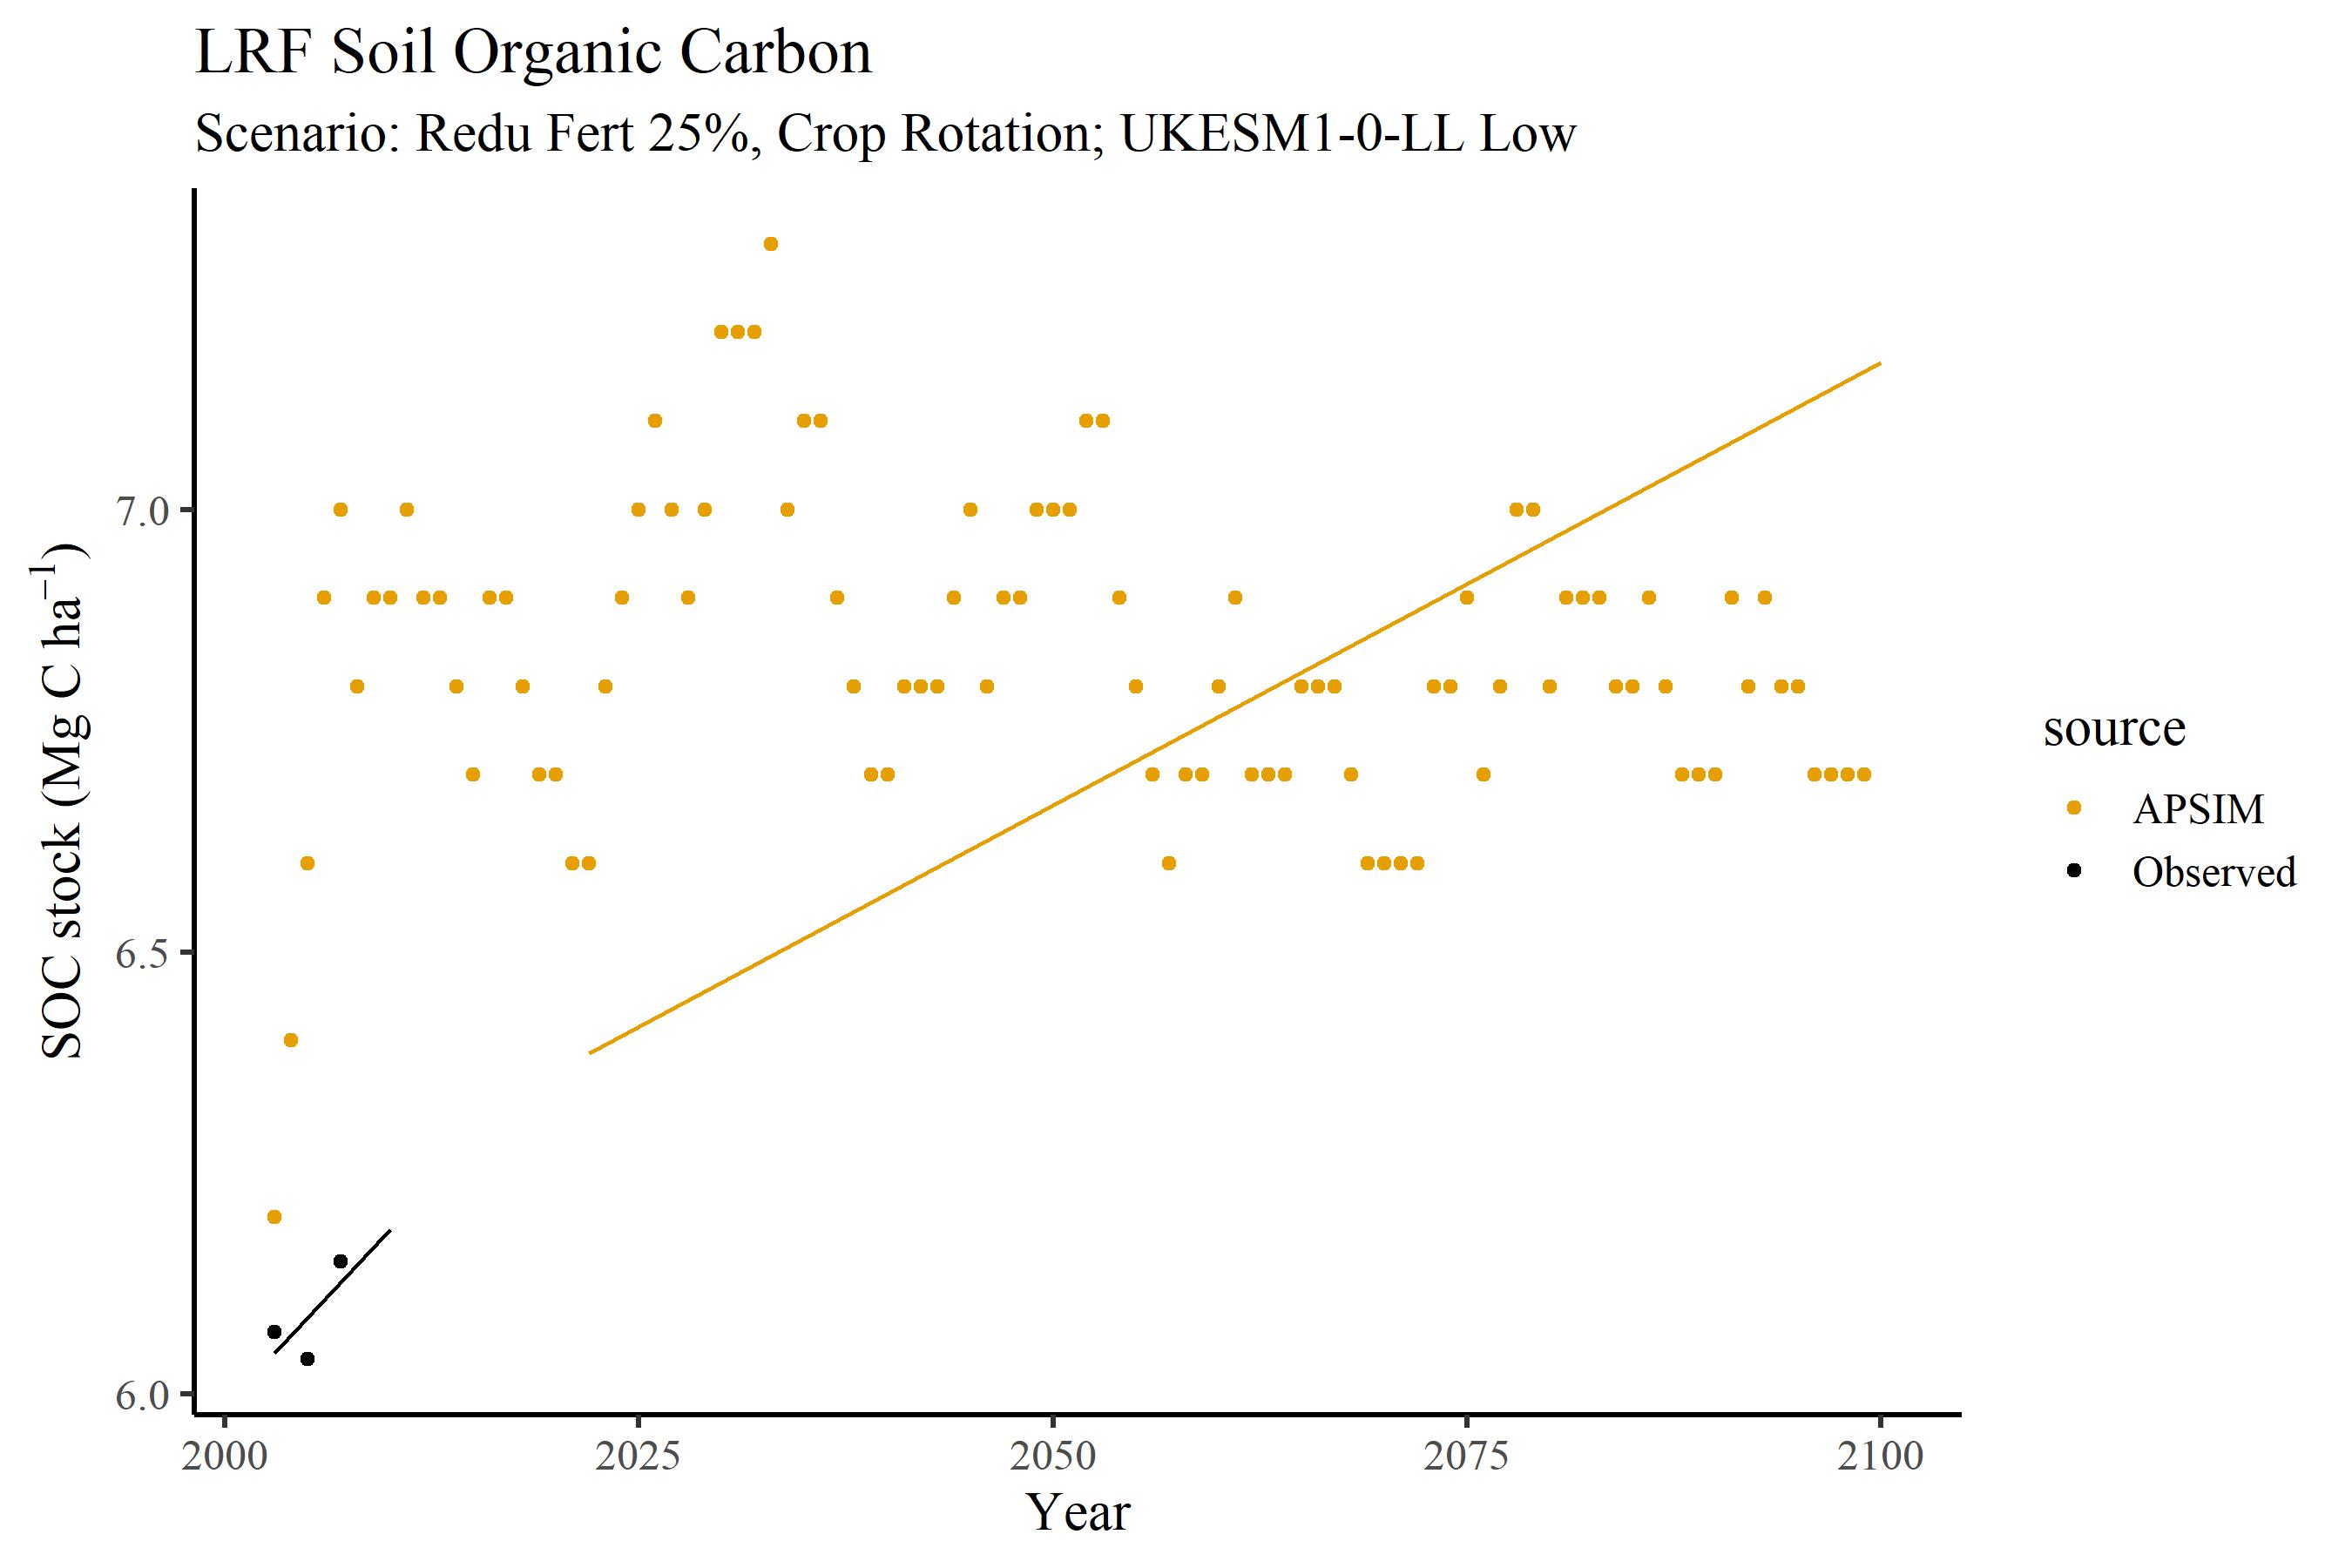 LRF Soil Organic Carbon
Scenario: Redu Fert 25%, Crop Rotation; UKESM1-0-LL Low
SOC stock (Mg C ha⁻¹)
7.0
6.5
6.0
2000 2025 2050 2075 2100
Year
source
APSIM
Observed